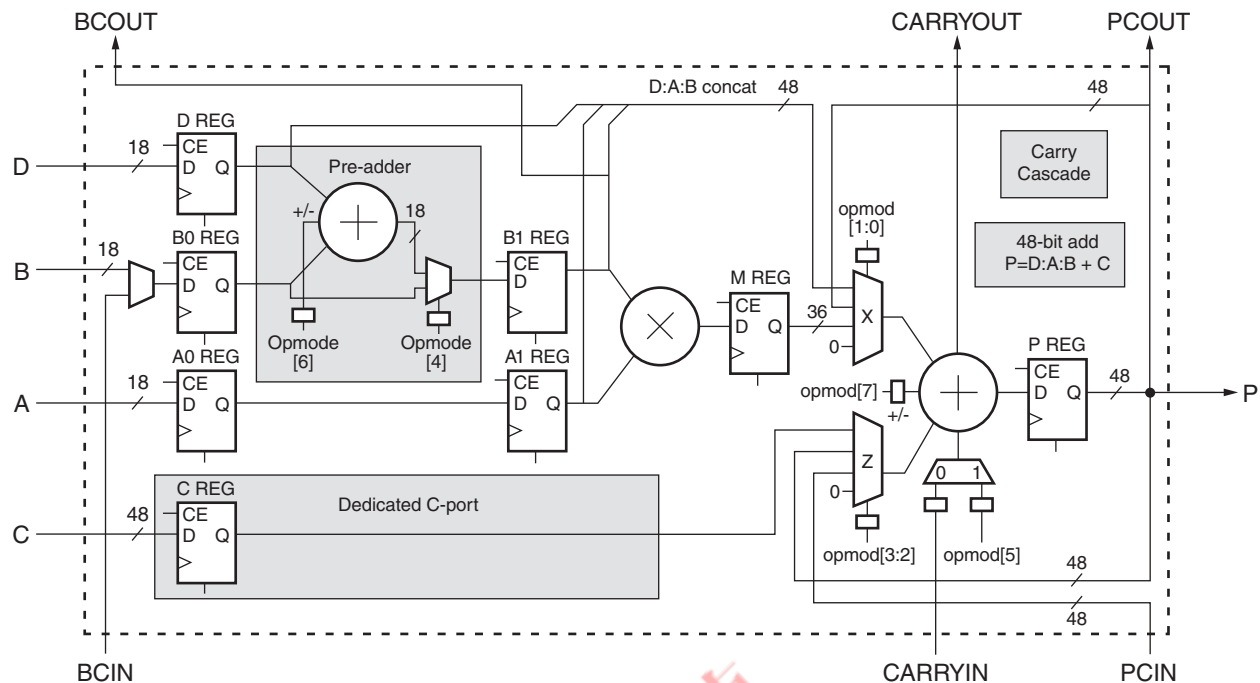 BCOUT
CARRYOUT
PCOUT
D:A:B concat
48
48
D REG
18
CE
D
D Q
Pre-adder
Carry
Cascade
+/-
18
opmod
[1:0]
48-bit add
P=D:A:B + C
18
B0 REG
B1 REG
B
CE
D Q
CE
D
M REG
CE
D Q
36
X
0
Opmode
[6]
Opmode
[4]
A0 REG
A1 REG
P REG
18
CE
CE
CE
A
D Q
D Q
opmod[7]
+/-
D Q
48
P
Z
0
0 1
C REG
Dedicated C-port
48
CE
C
D Q
opmod[3:2]
opmod[5]
48
48
BCIN
CARRYIN
PCIN